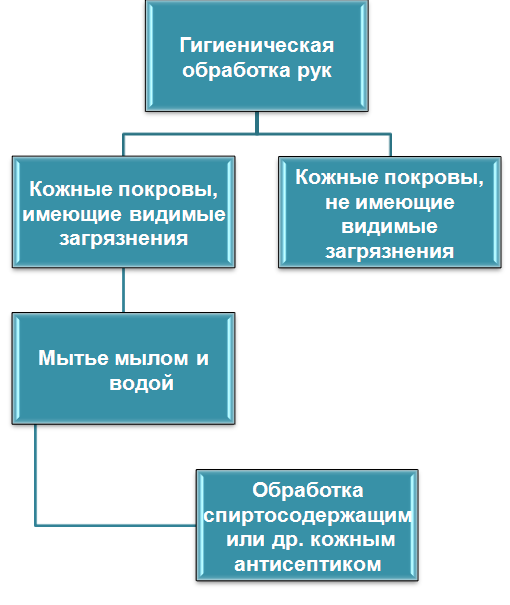 Гигиеническая
обработка рук
Кожные покровы,
имеющие видимые
загрязнения
Кожные покровы,
не имеющие
видимые
загрязнения
Мытье мылом и
водой
Обработка
спиртосодержащим
или др. кожным
антисептиком